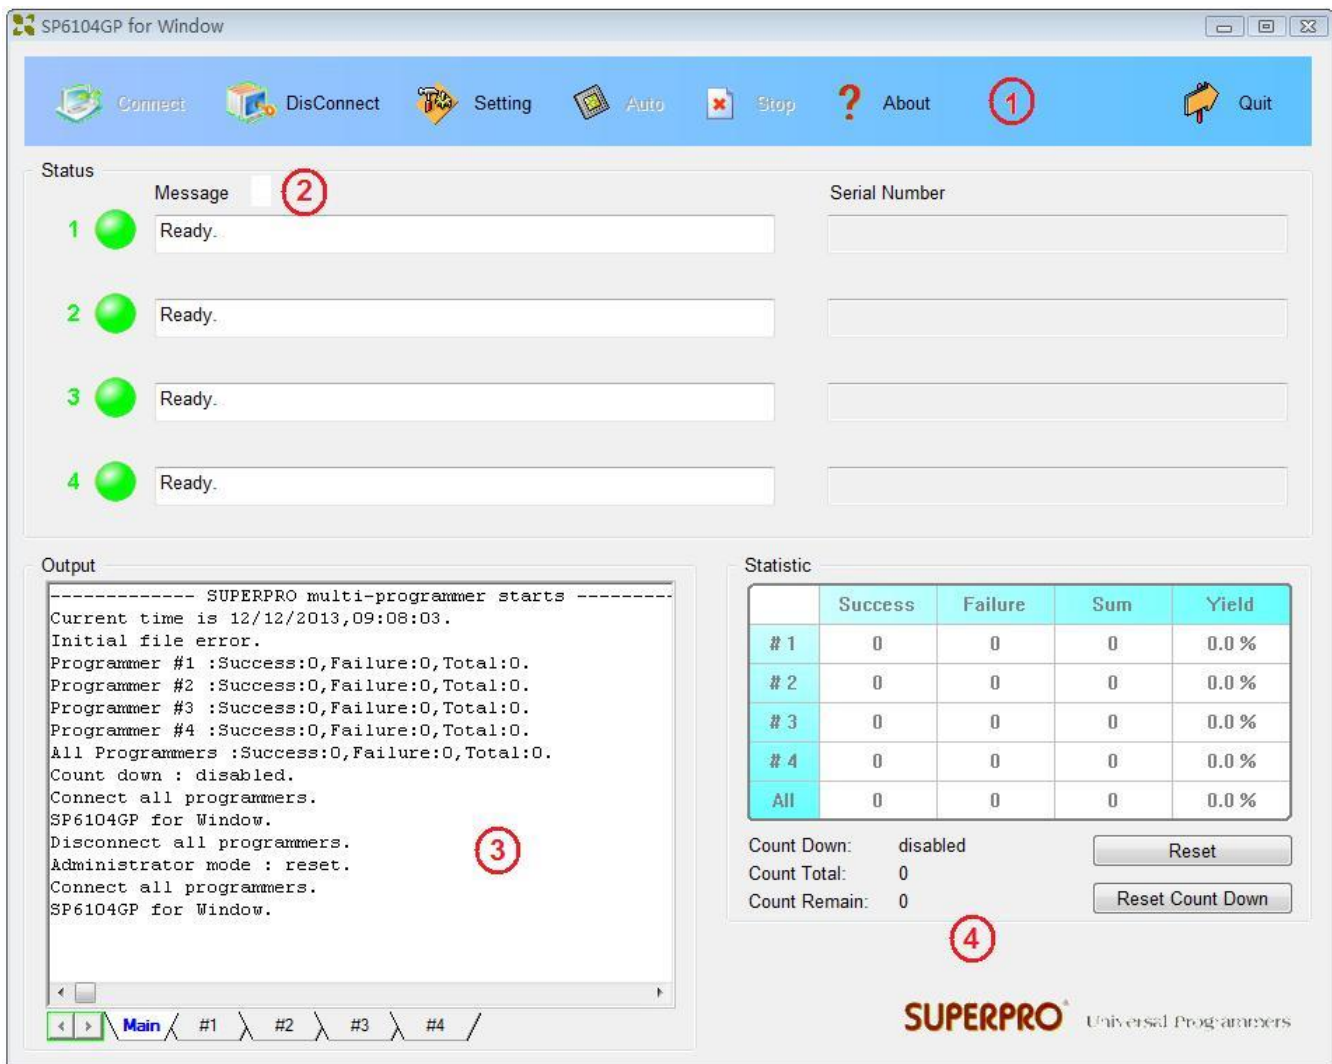 SP6104GP for Window
Connect DisConnect Setting Auto Stop ? About 1 Quit
Status
Message 2 Serial Number
1 Ready.
2 Ready.
3 Ready.
4 Ready.
Output
------------- SUPERPRO multi-programmer starts ---------
Current time is 12/12/2013,09:08:03.
Initial file error.
Programmer #1 :Success:0,Failure:0,Total:0.
Programmer #2 :Success:0,Failure:0,Total:0.
Programmer #3 :Success:0,Failure:0,Total:0.
Programmer #4 :Success:0,Failure:0,Total:0.
All Programmers :Success:0,Failure:0,Total:0.
Count down : disabled.
Connect all programmers.
SP6104GP for Window.
Disconnect all programmers.
Administrator mode : reset.
Connect all programmers.
SP6104GP for Window.
3
Main #1 #2 #3 #4
Statistic
Success Failure Sum Yield
# 1 0 0 0 0.0 %
# 2 0 0 0 0.0 %
# 3 0 0 0 0.0 %
# 4 0 0 0 0.0 %
All 0 0 0 0.0 %
Count Down: disabled Reset
Count Total: 0
Count Remain: 0 Reset Count Down
4
SUPERPRO® Universal Programmers